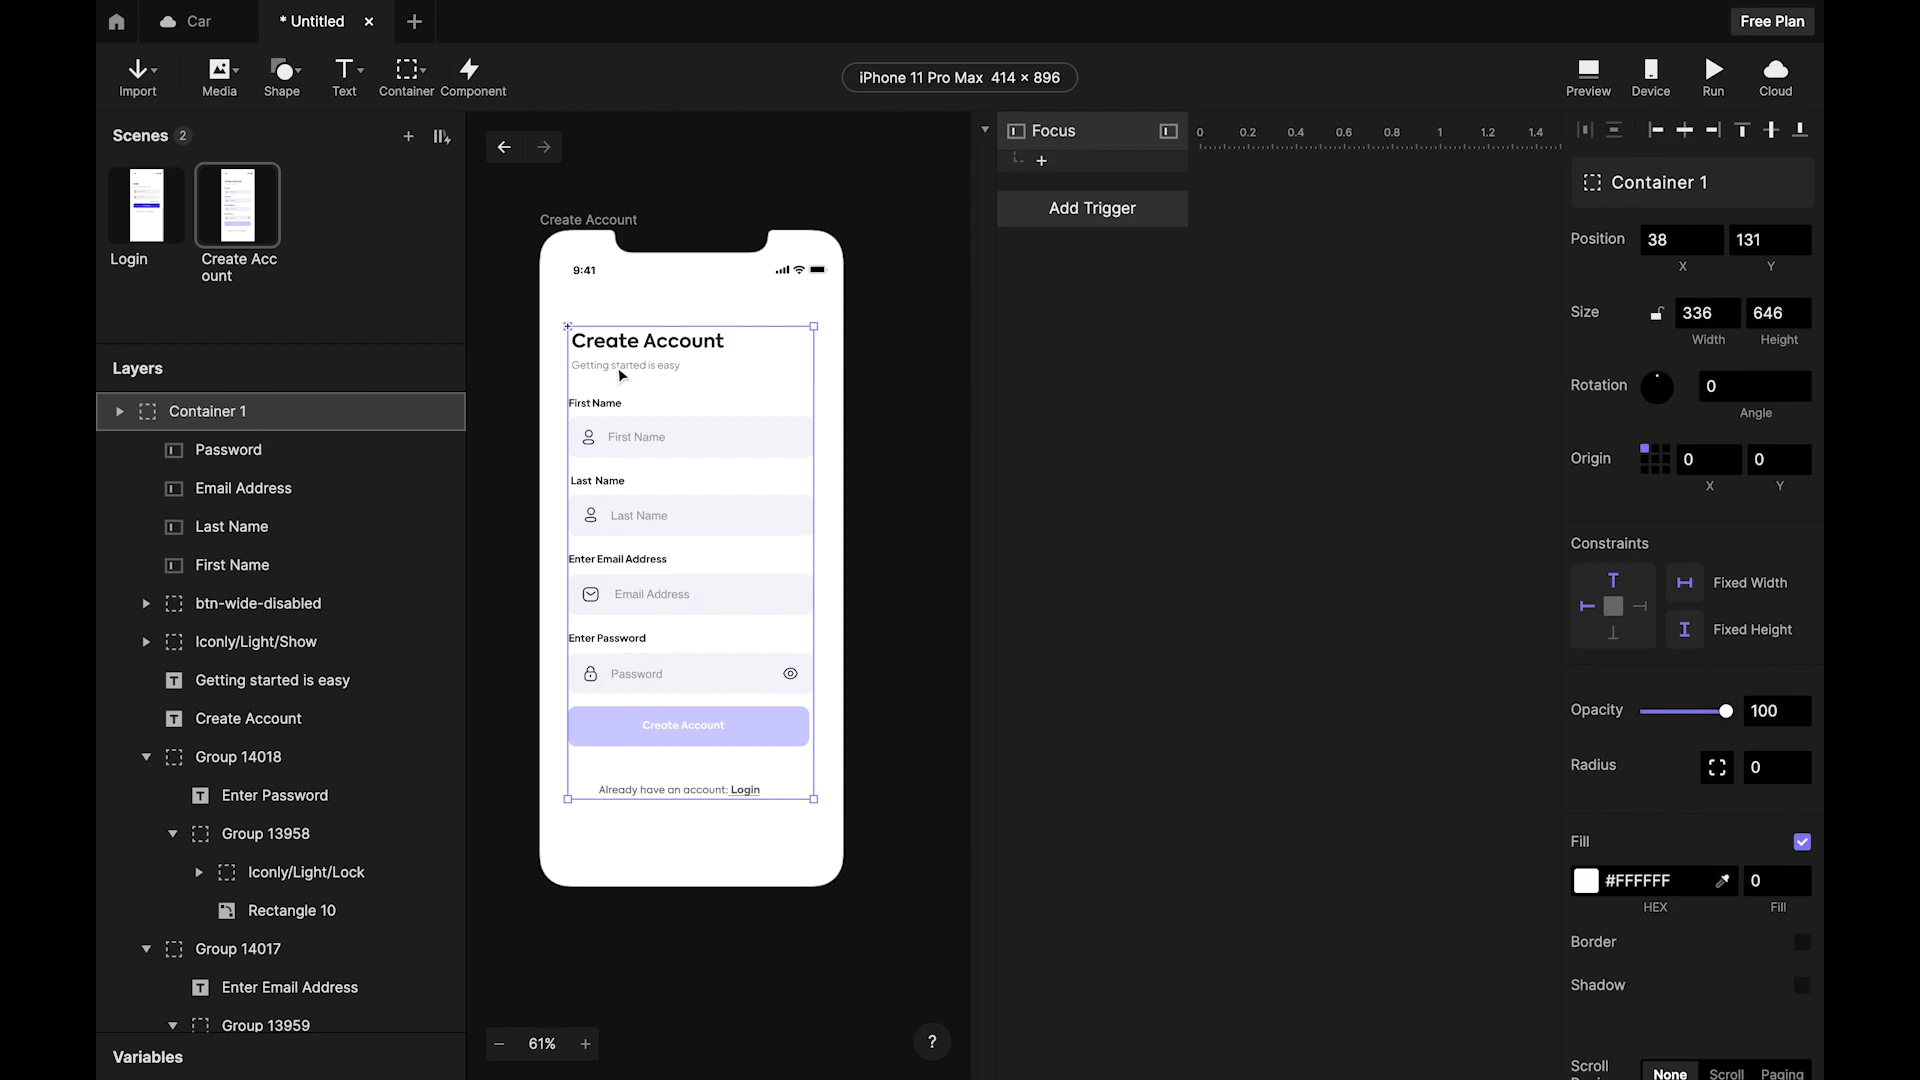 Car
* Untitled
Free Plan
Import
Media
Shape
Text
Container
Component
iPhone 11 Pro Max 414 × 896
Preview
Device
Run
Cloud
Scenes 2
Login
Create Acc
ount
Layers
Container 1
Password
Email Address
Last Name
First Name
btn-wide-disabled
Iconly/Light/Show
Getting started is easy
Create Account
Group 14018
Enter Password
Group 13958
Iconly/Light/Lock
Rectangle 10
Group 14017
Enter Email Address
Group 13959
Variables
Create Account
9:41
Create Account
Getting started is easy
First Name
First Name
Last Name
Last Name
Enter Email Address
Email Address
Enter Password
Password
Create Account
Already have an account: Login
61%
?
Focus
0 0.2 0.4 0.6 0.8 1 1.2 1.4
Add Trigger
Container 1
Position 38 131
X Y
Size 336 646
Width Height
Rotation 0
Angle
Origin 0 0
X Y
Constraints
Fixed Width
Fixed Height
Opacity 100
Radius 0
Fill
#FFFFFF 0
HEX Fill
Border
Shadow
Scroll
None Scroll Paging